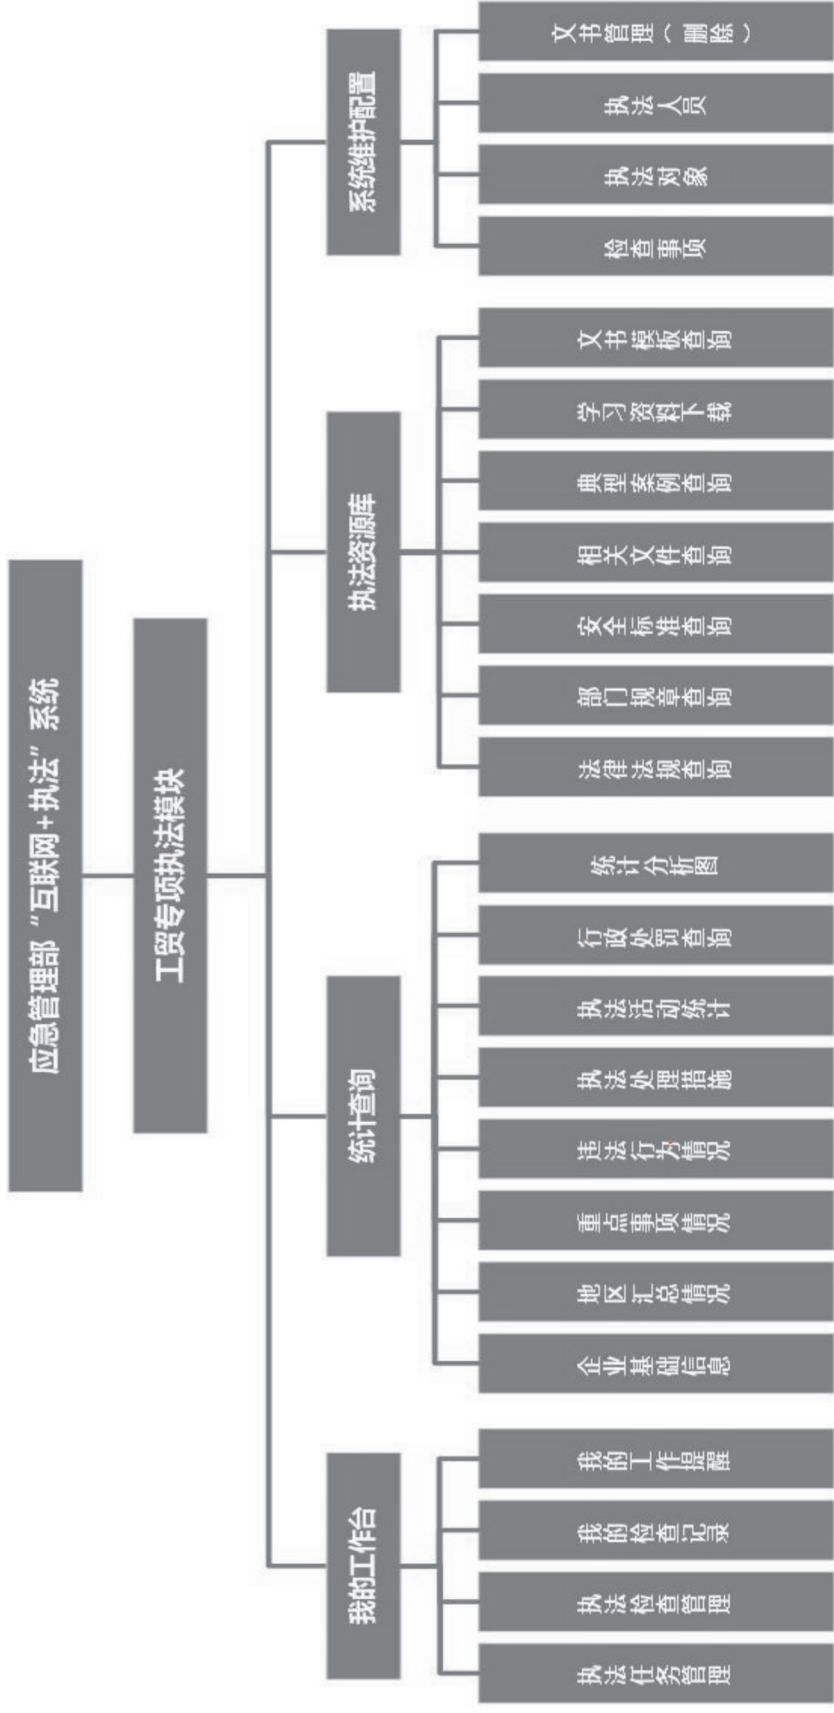 应急管理部“互联网+执法”系统
工贸专项执法模块
我的工作台
统计查询
执法资源库
系统维护配置
执法任务管理
执法检查管理
我的检查记录
我的工作提醒
企业基础信息
地区汇总情况
重点事项情况
违法行为情况
执法处理措施
执法活动统计
行政处罚查询
统计分析图
法律法规查询
部门规章查询
安全标准查询
相关文件查询
典型案例查询
学习资料下载
文书模板查询
检查事项
执法对象
执法人员
文书管理（删除）